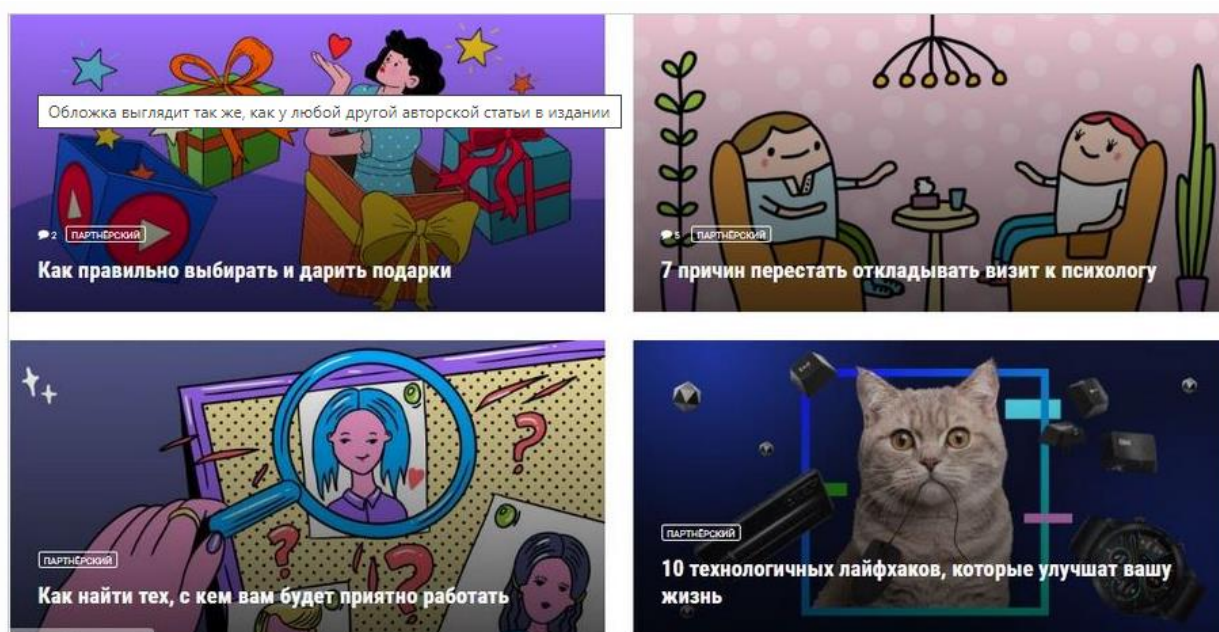 Обложка выглядит так же, как у любой другой авторской статьи в издании
2 ПАРТНЁРСКИЙ
Как правильно выбирать и дарить подарки
5 ПАРТНЁРСКИЙ
7 причин перестать откладывать визит к психологу
ПАРТНЁРСКИЙ
Как найти тех, с кем вам будет приятно работать
ПАРТНЁРСКИЙ
10 технологичных лайфхаков, которые улучшат вашу
жизнь